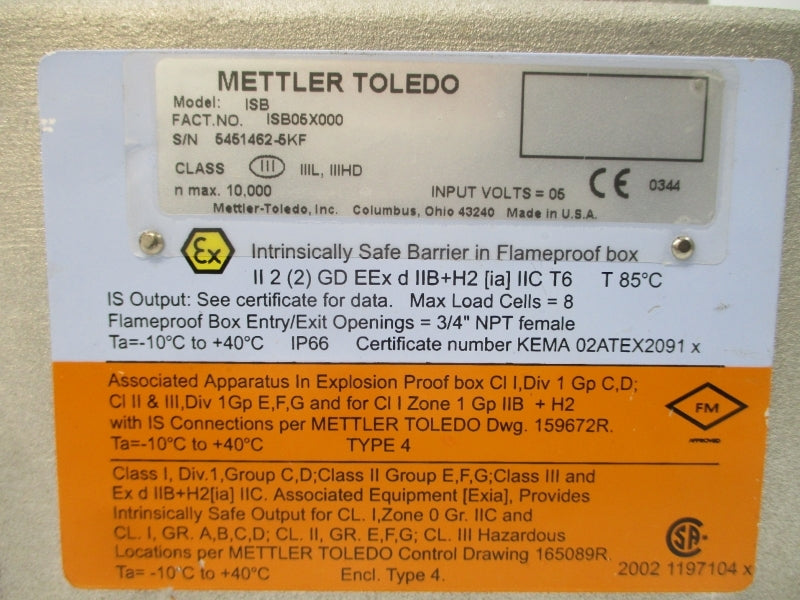 METTLER TOLEDO
Model: ISB
FACT.NO. ISB05X000
S/N 5451462-5KF
CLASS III IIIL, IIIHD
n max. 10,000 INPUT VOLTS = 05 CE 0344
Mettler-Toledo, Inc. Columbus, Ohio 43240 Made in U.S.A.
Ex Intrinsically Safe Barrier in Flameproof box
II 2 (2) GD EEx d IIB+H2 [ia] IIC T6 T 85°C
IS Output: See certificate for data. Max Load Cells = 8
Flameproof Box Entry/Exit Openings = 3/4" NPT female
Ta=-10°C to +40°C IP66 Certificate number KEMA 02ATEX2091 x
Associated Apparatus In Explosion Proof box Cl I,Div 1 Gp C,D;
Cl II & III,Div 1Gp E,F,G and for Cl I Zone 1 Gp IIB + H2
with IS Connections per METTLER TOLEDO Dwg. 159672R.
Ta=-10°C to +40°C TYPE 4
FM
APPROVED
Class I, Div.1,Group C,D;Class II Group E,F,G;Class III and
Ex d IIB+H2[ia] IIC. Associated Equipment [Exia], Provides
Intrinsically Safe Output for CL. I,Zone 0 Gr. IIC and
CL. I, GR. A,B,C,D; CL. II, GR. E,F,G; CL. III Hazardous
Locations per METTLER TOLEDO Control Drawing 165089R.
Ta= -10°C to +40°C Encl. Type 4.
SA
2002 1197104 x